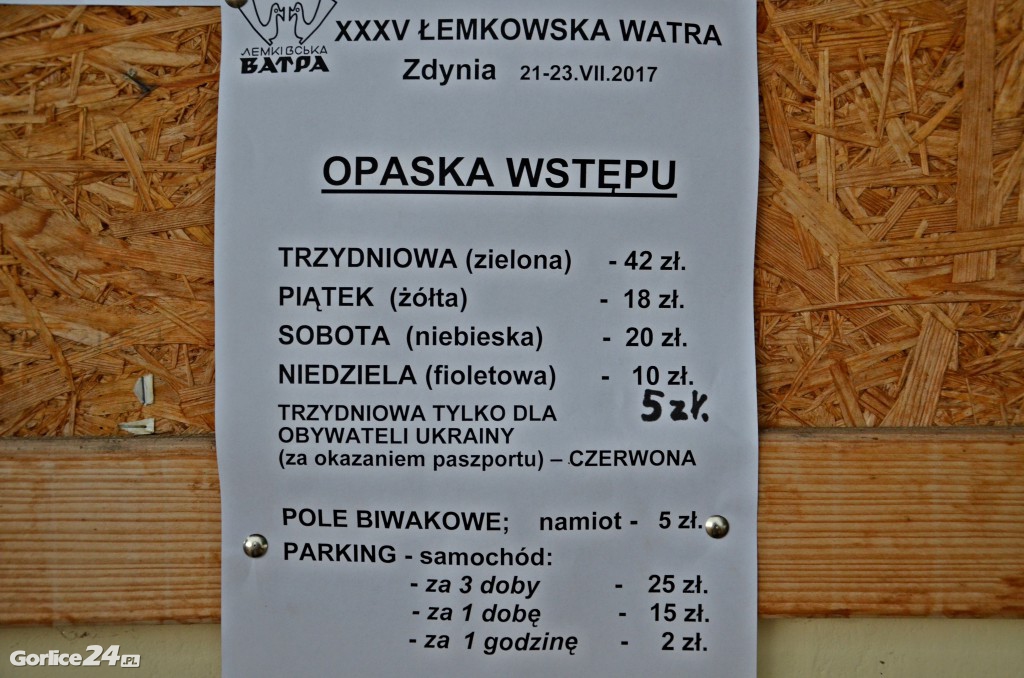 ЛЕМКІВСЬКА
ВАТРА
XXXV ŁEMKOWSKA WATRA
Zdynia 21-23.VII.2017
OPASKA WSTĘPU
TRZYDNIOWA (zielona) - 42 zł.
PIĄTEK (żółta) - 18 zł.
SOBOTA (niebieska) - 20 zł.
NIEDZIELA (fioletowa) - 10 zł.
5 zł.
TRZYDNIOWA TYLKO DLA
OBYWATELI UKRAINY
(za okazaniem paszportu) – CZERWONA
POLE BIWAKOWE; namiot - 5 zł.
PARKING - samochód:
- za 3 doby - 25 zł.
- za 1 dobę - 15 zł.
- za 1 godzinę - 2 zł.
Gorlice24.PL